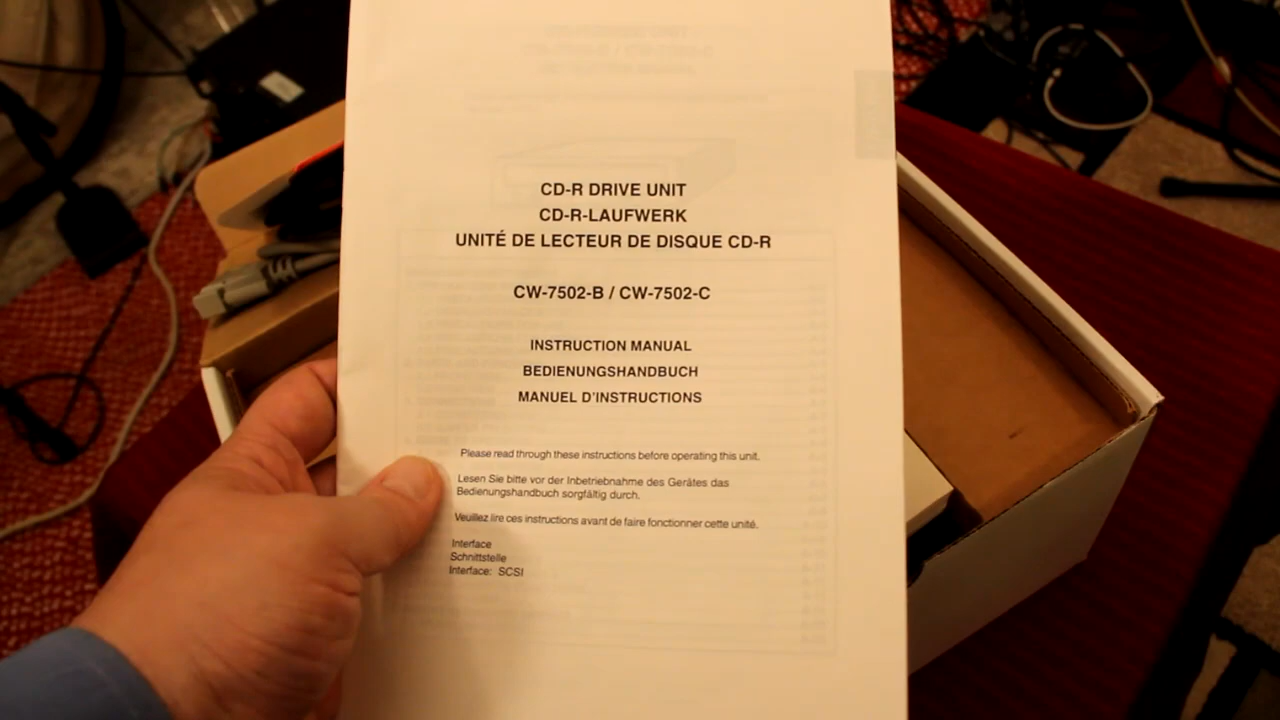 CD-R DRIVE UNIT
CD-R-LAUFWERK
UNITÉ DE LECTEUR DE DISQUE CD-R
CW-7502-B / CW-7502-C
INSTRUCTION MANUAL
BEDIENUNGSHANDBUCH
MANUEL D'INSTRUCTIONS
Please read through these instructions before operating this unit.
Lesen Sie bitte vor der Inbetriebnahme des Gerätes das
Bedienungshandbuch sorgfältig durch.
Veuillez lire ces instructions avant de faire fonctionner cette unité.
Interface
Schnittstelle
Interface: SCSI